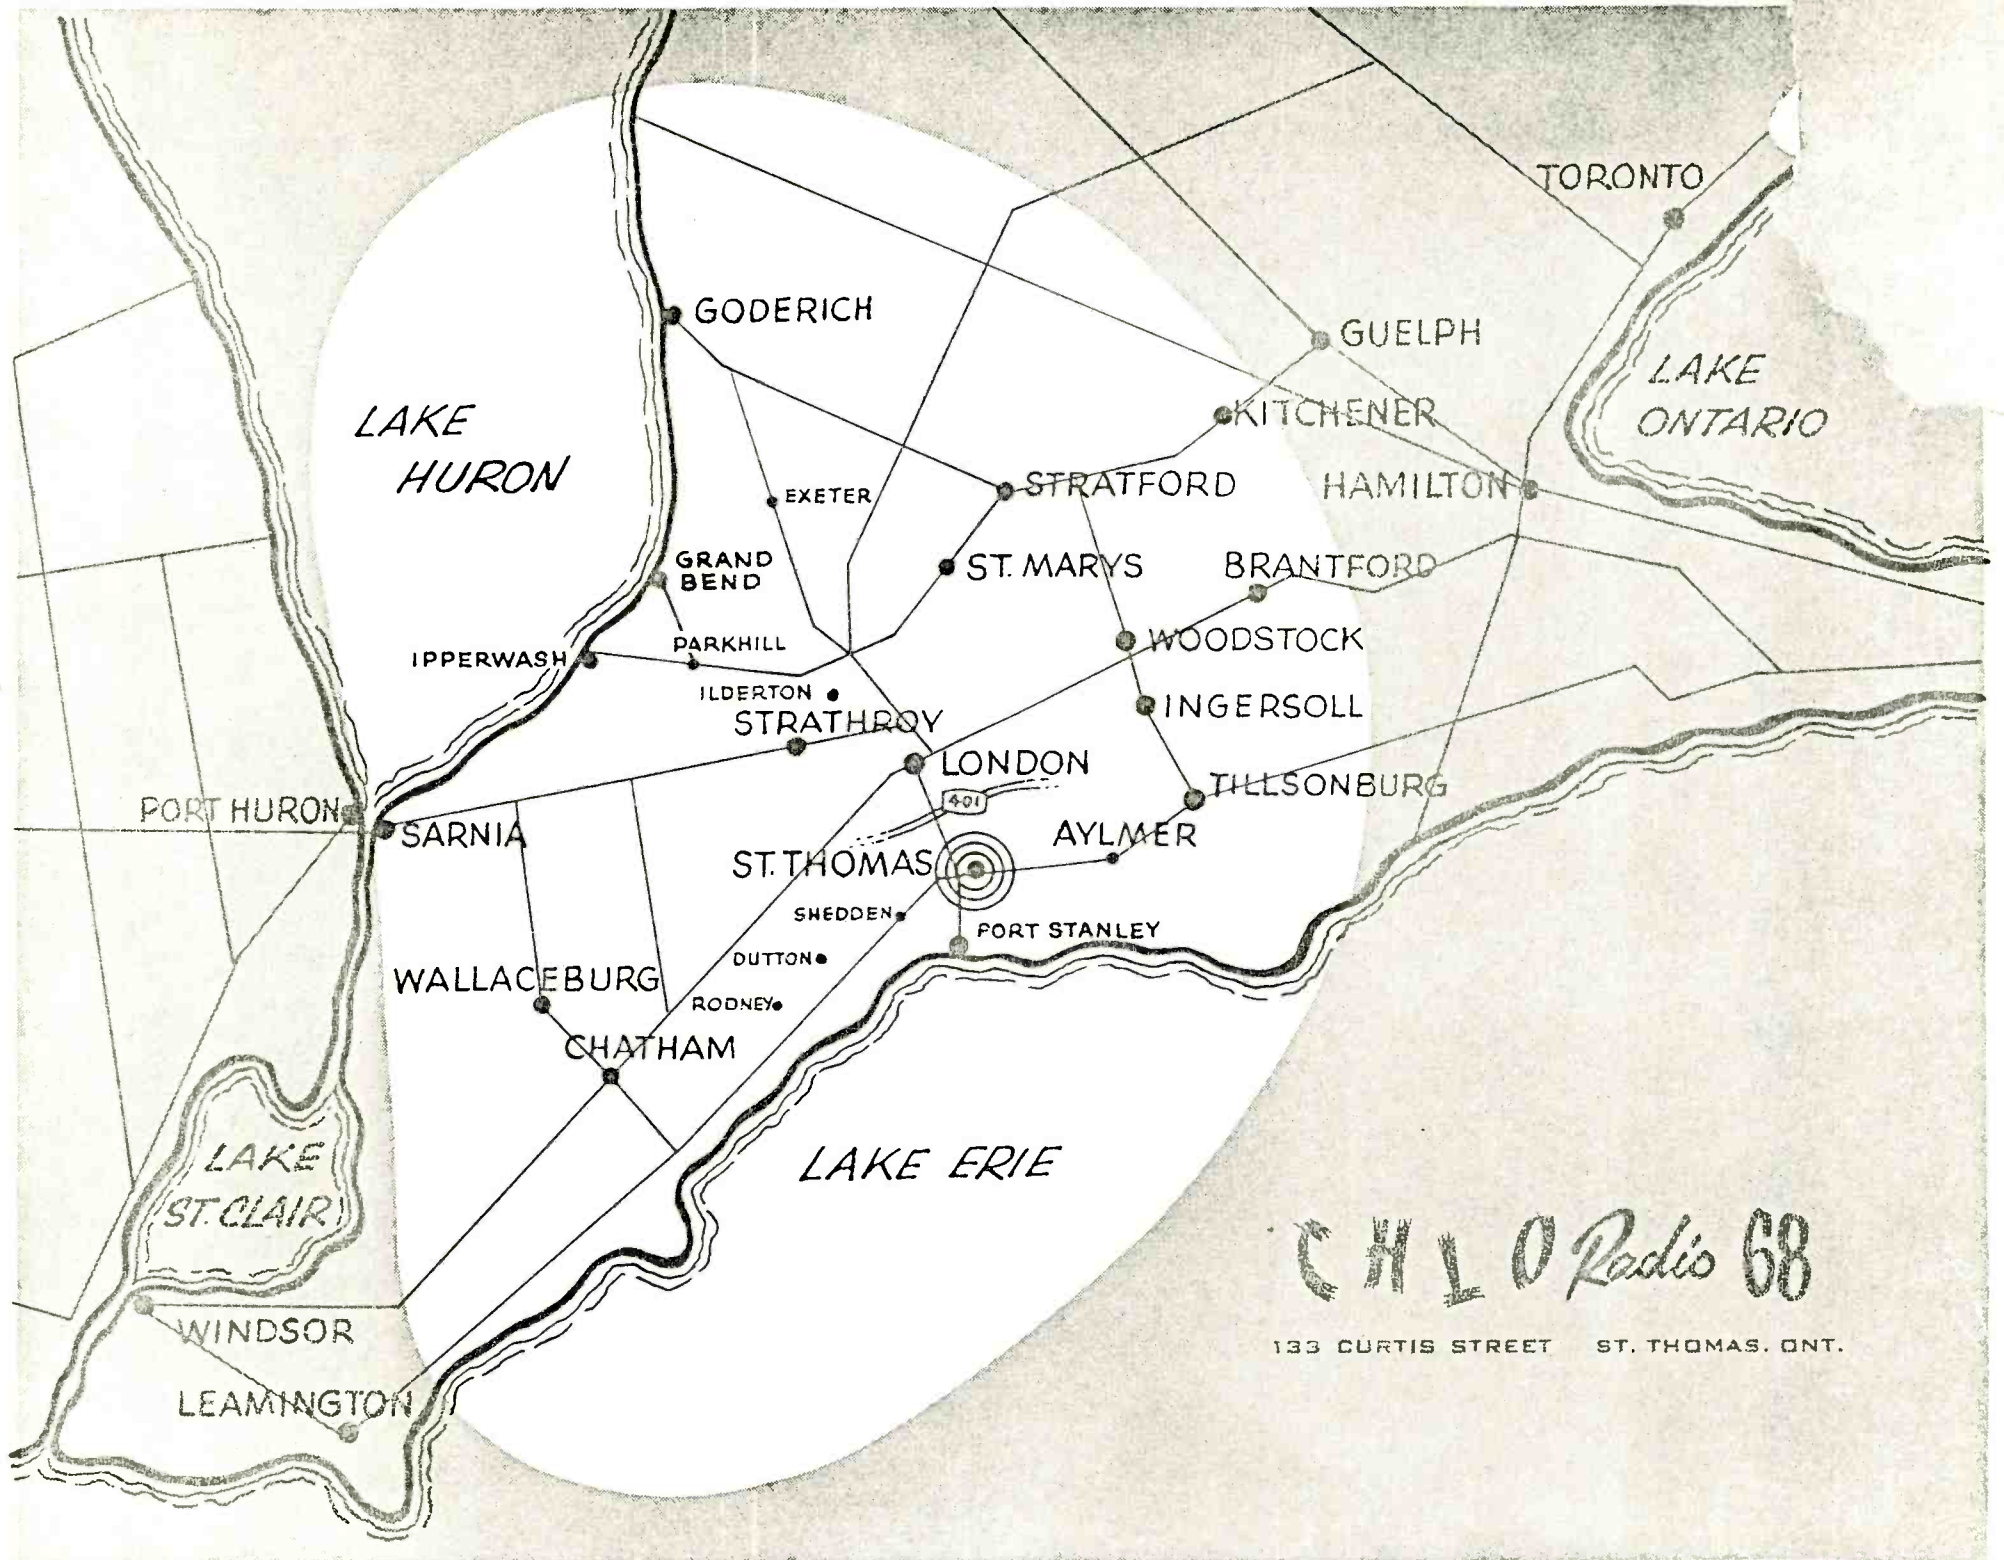 TORONTO
GODERICH
GUELPH
LAKE
ONTARIO
LAKE
HURON
KITCHENER
STRATFORD
HAMILTON
EXETER
GRAND
BEND
ST. MARYS
BRANTFORD
PARKHILL
IPPERWASH
WOODSTOCK
ILDERTON
STRATHROY
INGERSOLL
LONDON
401
TILLSONBURG
PORT HURON
SARNIA
AYLMER
ST. THOMAS
SHEDDEN
PORT STANLEY
DUTTON
WALLACEBURG
RODNEY
CHATHAM
LAKE
ST. CLAIR
LAKE ERIE
WINDSOR
LEAMINGTON
CHLO Radio 68
133 CURTIS STREET ST. THOMAS. ONT.